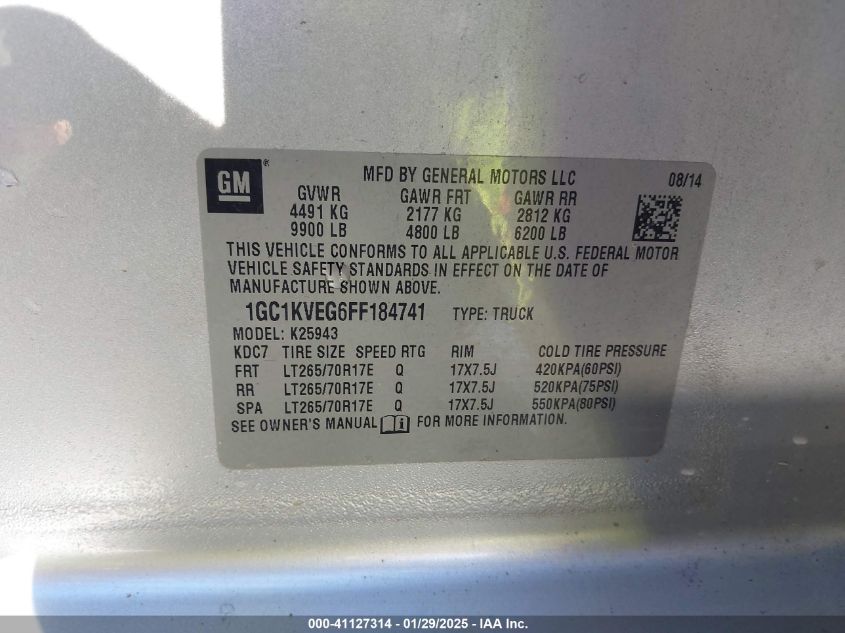 GM ® MFD BY GENERAL MOTORS LLC 08/14
GVWR GAWR FRT GAWR RR
4491 KG 2177 KG 2812 KG
9900 LB 4800 LB 6200 LB
THIS VEHICLE CONFORMS TO ALL APPLICABLE U.S. FEDERAL MOTOR
VEHICLE SAFETY STANDARDS IN EFFECT ON THE DATE OF
MANUFACTURE SHOWN ABOVE.
1GC1KVEG6FF184741 TYPE: TRUCK
MODEL: K25943
KDC7 TIRE SIZE SPEED RTG RIM COLD TIRE PRESSURE
FRT LT265/70R17E Q 17X7.5J 420KPA(60PSI)
RR LT265/70R17E Q 17X7.5J 520KPA(75PSI)
SPA LT265/70R17E Q 17X7.5J 550KPA(80PSI)
SEE OWNER'S MANUAL i FOR MORE INFORMATION.
000-41127314 - 01/29/2025 - IAA Inc.